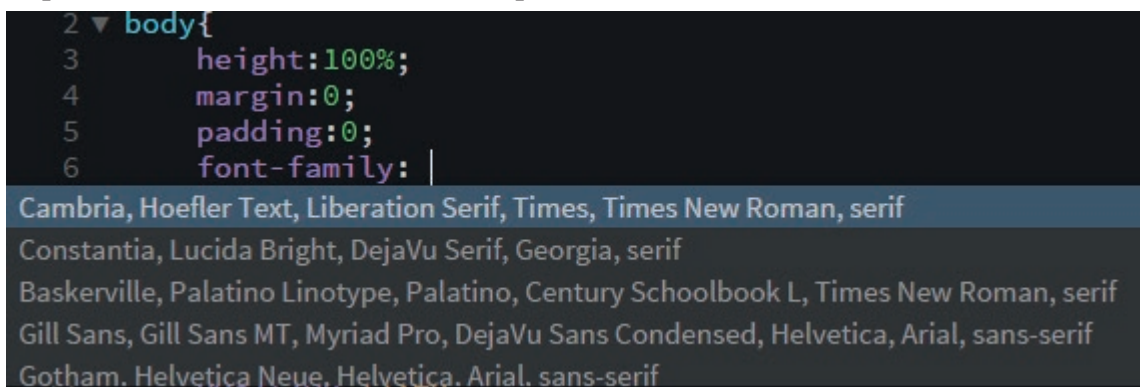 2 ▼ body{
3 height:100%;
4 margin:0;
5 padding:0;
6 font-family:
Cambria, Hoefler Text, Liberation Serif, Times, Times New Roman, serif
Constantia, Lucida Bright, DejaVu Serif, Georgia, serif
Baskerville, Palatino Linotype, Palatino, Century Schoolbook L, Times New Roman, serif
Gill Sans, Gill Sans MT, Myriad Pro, DejaVu Sans Condensed, Helvetica, Arial, sans-serif
Gotham, Helvetica Neue, Helvetica, Arial, sans-serif